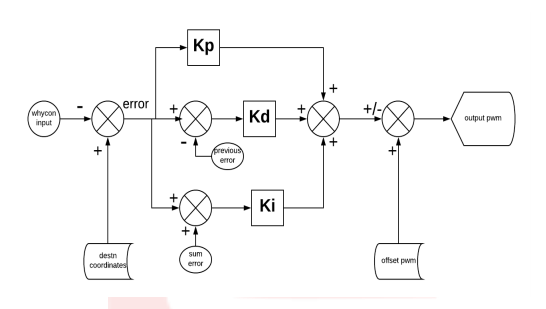 Kp
+
-
error
+
+
+/-
whycon
input
Kd
output pwm
+
-
+
+
previous
error
+
Ki
+
destn
coordinates
sum
error
offset pwm